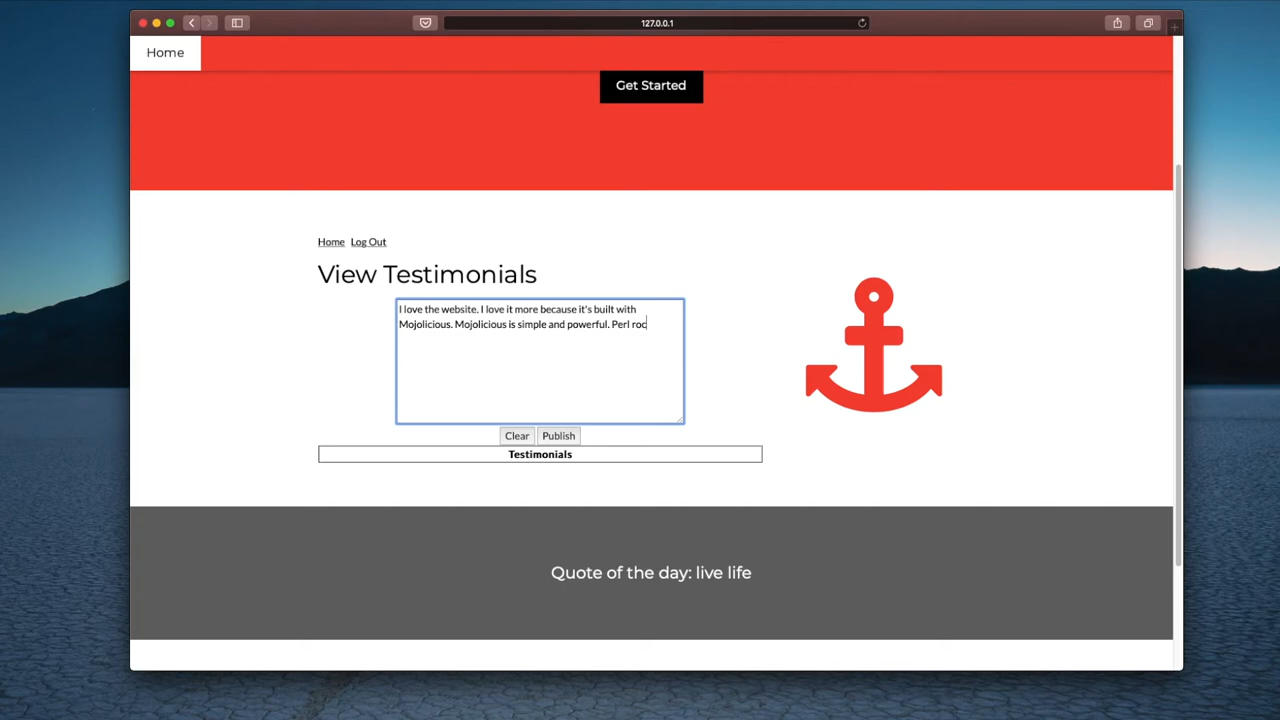 127.0.0.1
Home
Get Started
Home Log Out
View Testimonials
I love the website. I love it more because it's built with
Mojolicious. Mojolicious is simple and powerful. Perl roc
Clear Publish
Testimonials
Quote of the day: live life